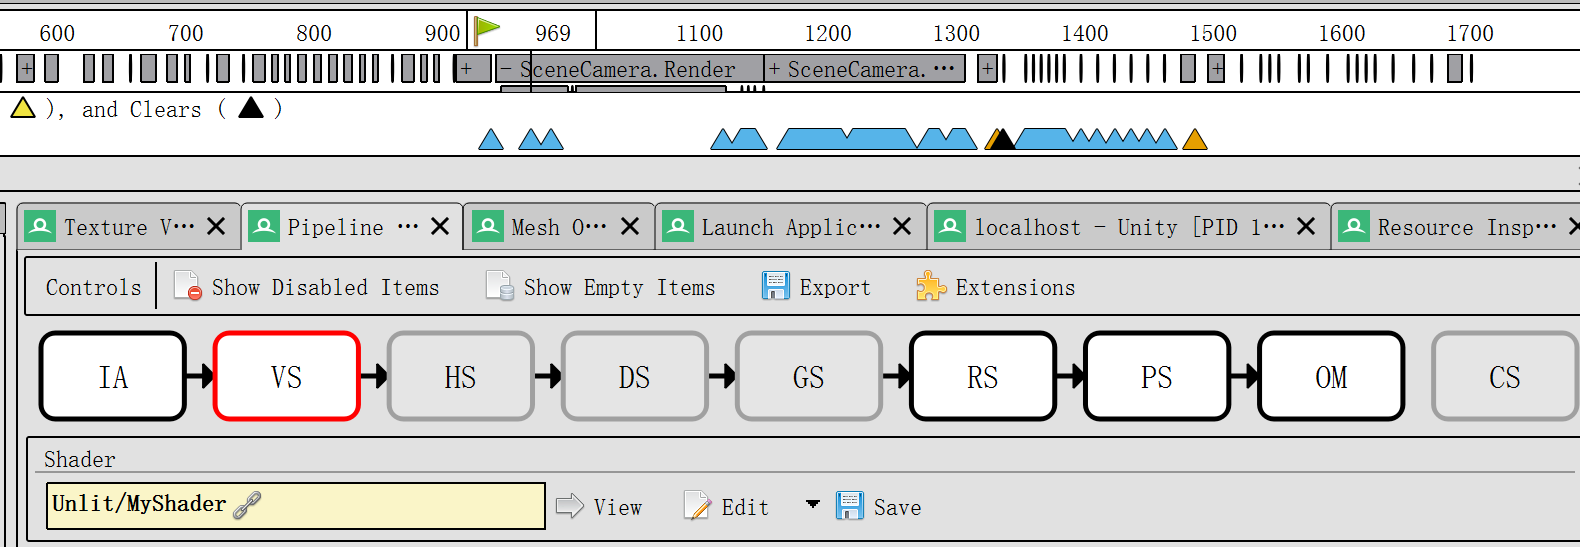 600 700 800 900 969 1100 1200 1300 1400 1500 1600 1700
+ + - SceneCamera.Render + SceneCamera.··· + +
), and Clears ( )
Texture V··· Pipeline ··· Mesh O··· Launch Applic··· localhost - Unity [PID 1··· Resource Insp···
Controls Show Disabled Items Show Empty Items Export Extensions
IA VS HS DS GS RS PS OM CS
Shader
Unlit/MyShader View Edit Save